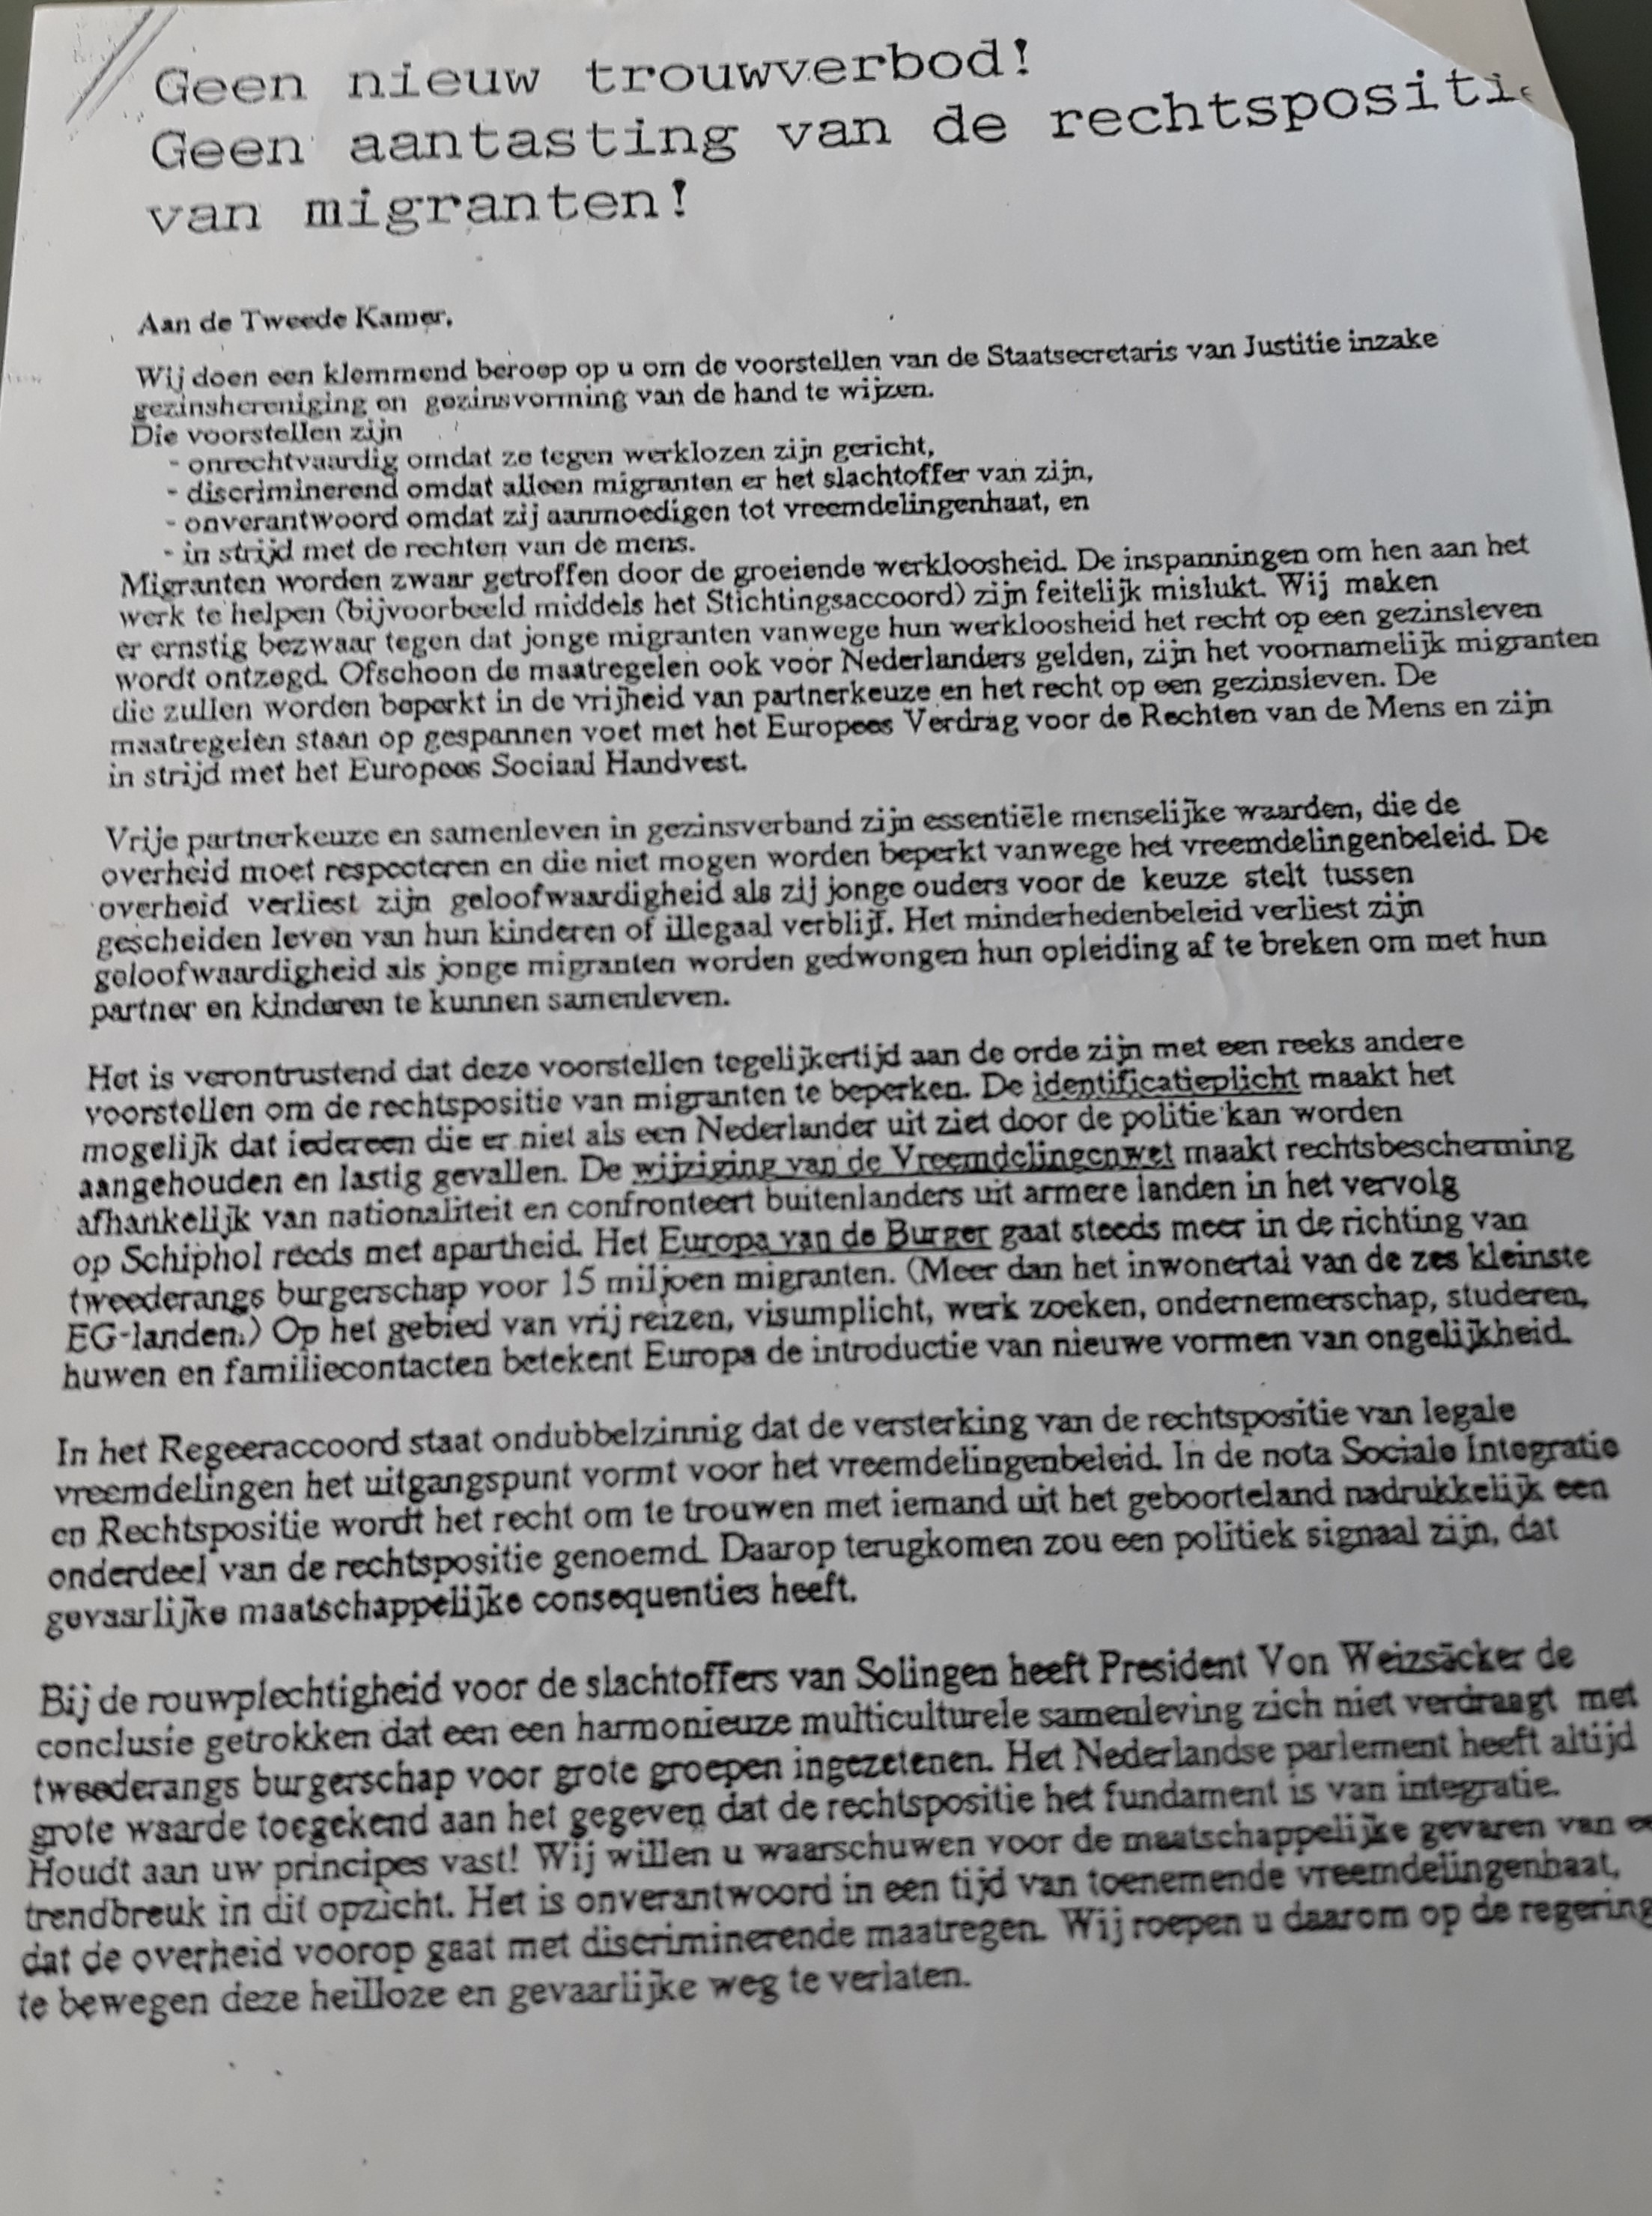 Geen nieuw trouwverbod!
Geen aantasting van de rechtspositie
van migranten!
Aan de Tweede Kamer,
Wij doen een klemmend beroep op u om de voorstellen van de Staatsecretaris van Justitie inzake
gezinshereniging en gezinsvorming van de hand te wijzen.
Die voorstellen zijn
- onrechtvaardig omdat ze tegen werklozen zijn gericht,
- discriminerend omdat alleen migranten er het slachtoffer van zijn,
- onverantwoord omdat zij aanmoedigen tot vreemdelingenhaat, en
- in strijd met de rechten van de mens.
Migranten worden zwaar getroffen door de groeiende werkloosheid. De inspanningen om hen aan het
werk te helpen (bijvoorbeeld middels het Stichtingsaccoord) zijn feitelijk mislukt. Wij maken
er ernstig bezwaar tegen dat jonge migranten vanwege hun werkloosheid het recht op een gezinsleven
wordt ontzegd. Ofschoon de maatregelen ook voor Nederlanders gelden, zijn het voornamelijk migranten
die zullen worden beperkt in de vrijheid van partnerkeuze en het recht op een gezinsleven. De
maatregelen staan op gespannen voet met het Europees Verdrag voor de Rechten van de Mens en zijn
in strijd met het Europees Sociaal Handvest.
Vrije partnerkeuze en samenleven in gezinsverband zijn essentiële menselijke waarden, die de
overheid moet respecteren en die niet mogen worden beperkt vanwege het vreemdelingenbeleid. De
overheid verliest zijn geloofwaardigheid als zij jonge ouders voor de keuze stelt tussen
gescheiden leven van hun kinderen of illegaal verblijf. Het minderhedenbeleid verliest zijn
geloofwaardigheid als jonge migranten worden gedwongen hun opleiding af te breken om met hun
partner en kinderen te kunnen samenleven.
Het is verontrustend dat deze voorstellen tegelijkertijd aan de orde zijn met een reeks andere
voorstellen om de rechtspositie van migranten te beperken. De identificatieplicht maakt het
mogelijk dat iedereen die er niet als een Nederlander uit ziet door de politie kan worden
aangehouden en lastig gevallen. De wijziging van de Vreemdelingenwet maakt rechtsbescherming
afhankelijk van nationaliteit en confronteert buitenlanders uit armere landen in het vervolg
op Schiphol reeds met apartheid. Het Europa van de Burger gaat steeds meer in de richting van
tweederangs burgerschap voor 15 miljoen migranten. (Meer dan het inwonertal van de zes kleinste
EG-landen.) Op het gebied van vrij reizen, visumplicht, werk zoeken, ondernemerschap, studeren,
huwen en familiecontacten betekent Europa de introductie van nieuwe vormen van ongelijkheid.
In het Regeeraccoord staat ondubbelzinnig dat de versterking van de rechtspositie van legale
vreemdelingen het uitgangspunt vormt voor het vreemdelingenbeleid. In de nota Sociale Integratie
en Rechtspositie wordt het recht om te trouwen met iemand uit het geboorteland nadrukkelijk een
onderdeel van de rechtspositie genoemd. Daarop terugkomen zou een politiek signaal zijn, dat
gevaarlijke maatschappelijke consequenties heeft.
Bij de rouwplechtigheid voor de slachtoffers van Solingen heeft President Von Weizsäcker de
conclusie getrokken dat een een harmonieuze multiculturele samenleving zich niet verdraagt met
tweederangs burgerschap voor grote groepen ingezetenen. Het Nederlandse parlement heeft altijd
grote waarde toegekend aan het gegeven dat de rechtspositie het fundament is van integratie.
Houdt aan uw principes vast! Wij willen u waarschuwen voor de maatschappelijke gevaren van
trendbreuk in dit opzicht. Het is onverantwoord in een tijd van toenemende vreemdelingenhaat,
dat de overheid voorop gaat met discriminerende maatregen. Wij roepen u daarom op de regering
te bewegen deze heilloze en gevaarlijke weg te verlaten.